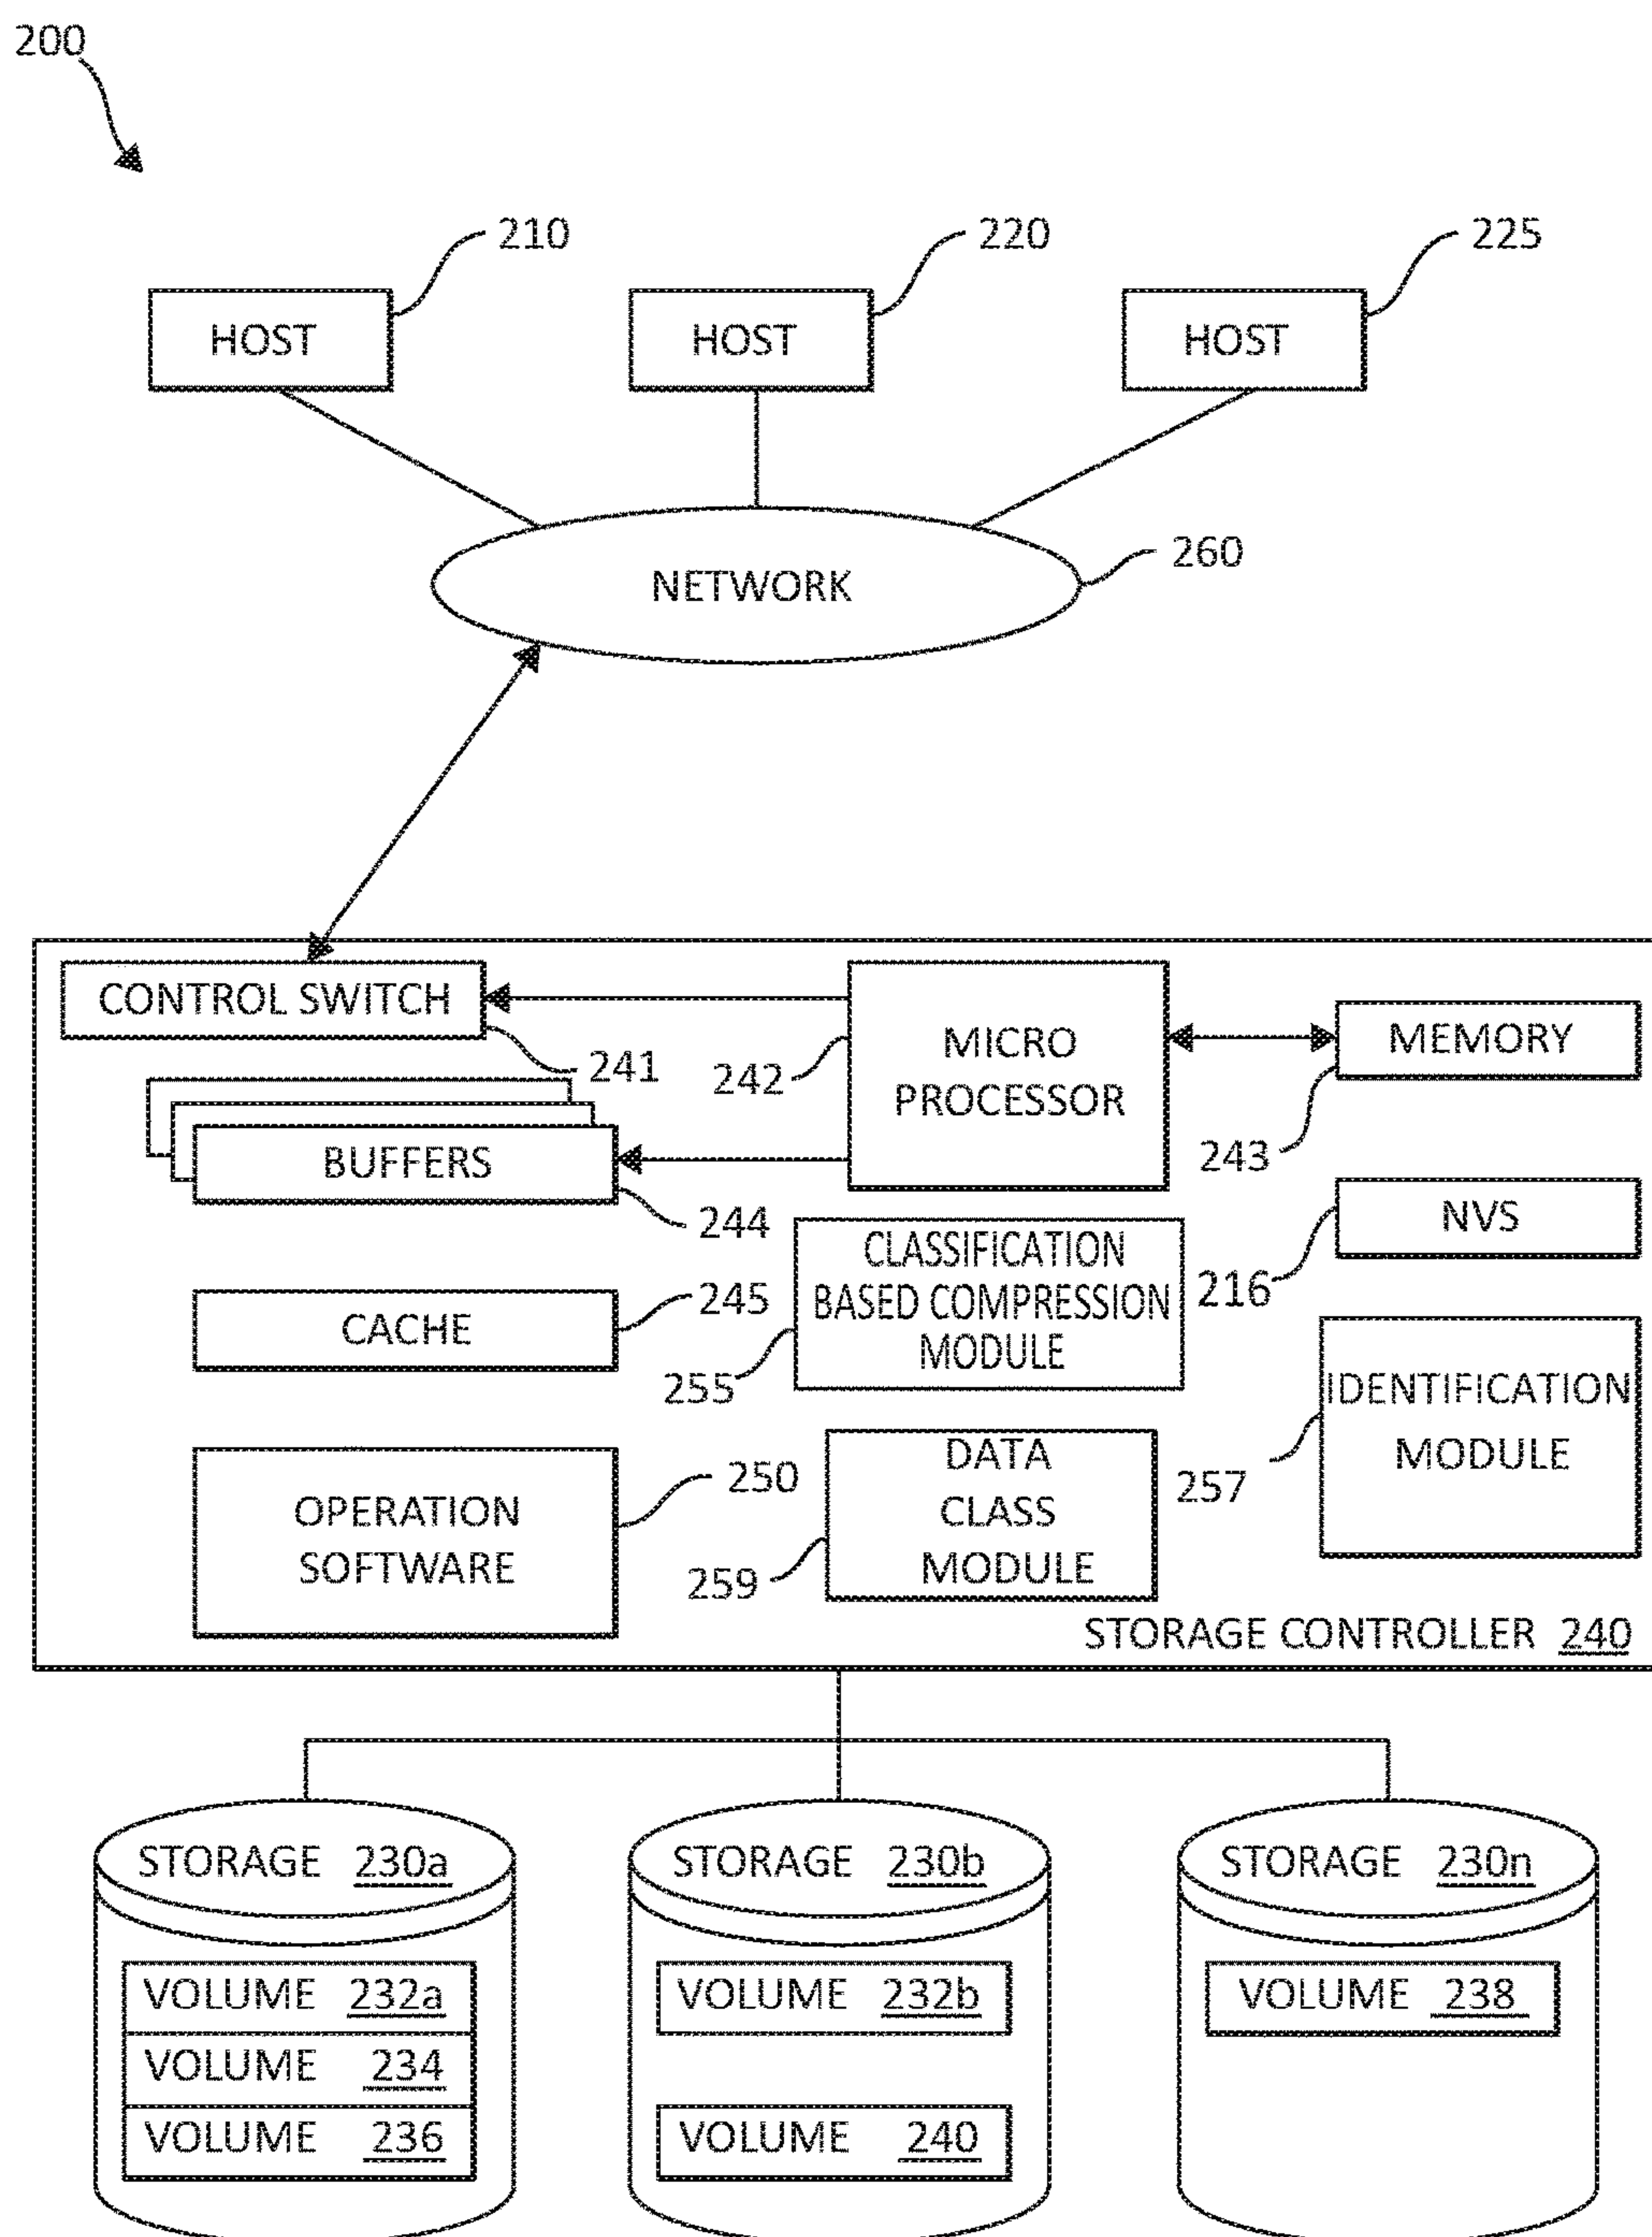 200
210
220
225
HOST
HOST
HOST
260
NETWORK
CONTROL SWITCH
241
242
MICRO
PROCESSOR
MEMORY
243
BUFFERS
244
NVS
216
CLASSIFICATION
BASED COMPRESSION
MODULE
255
CACHE
245
IDENTIFICATION
MODULE
257
OPERATION
SOFTWARE
250
DATA
CLASS
MODULE
259
STORAGE CONTROLLER 240
STORAGE 230a
VOLUME 232a
VOLUME 234
VOLUME 236
STORAGE 230b
VOLUME 232b
VOLUME 240
STORAGE 230n
VOLUME 238